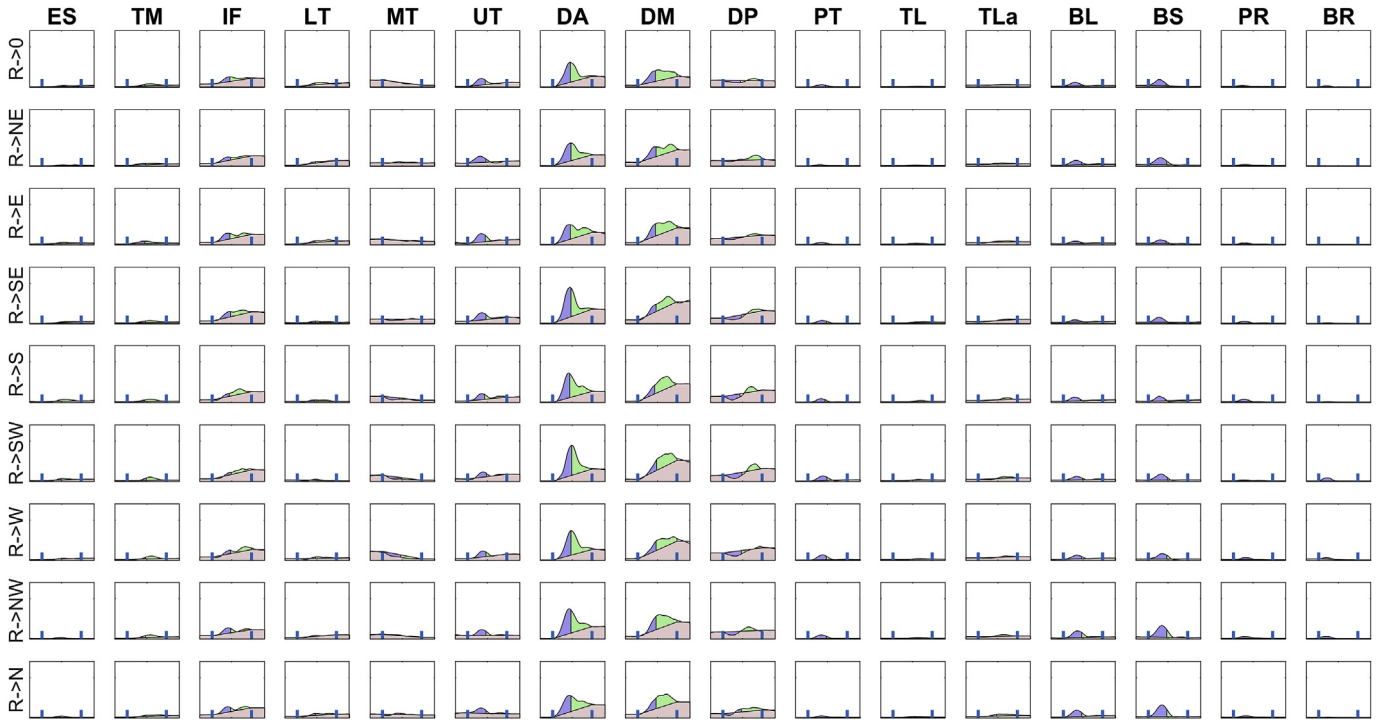 ES TM IF LT MT UT DA DM DP PT TL TLa BL BS PR BR
R->0
R->NE
R->E
R->SE
R->S
R->SW
R->W
R->NW
R->N